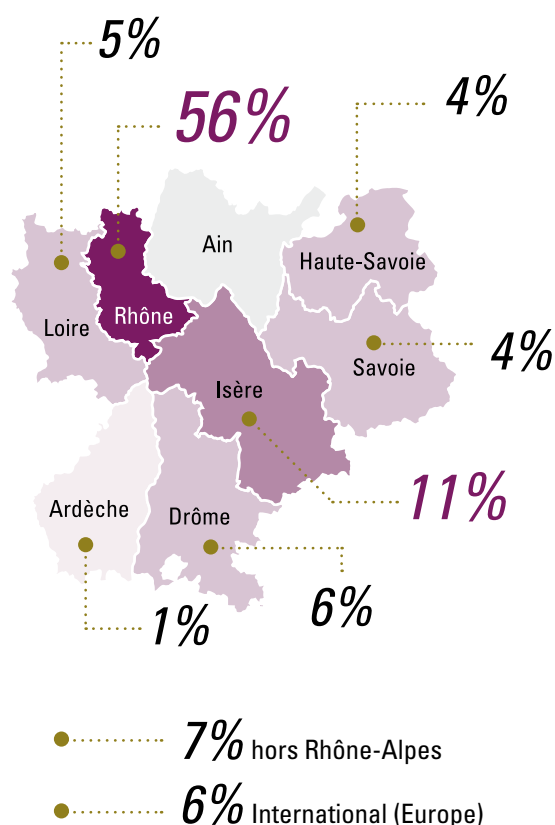 5%
56%
4%
Ain
Haute-Savoie
Rhône
Loire
4%
Savoie
Isère
11%
Ardèche
Drôme
6%
1%
7% hors Rhône-Alpes
6% International (Europe)